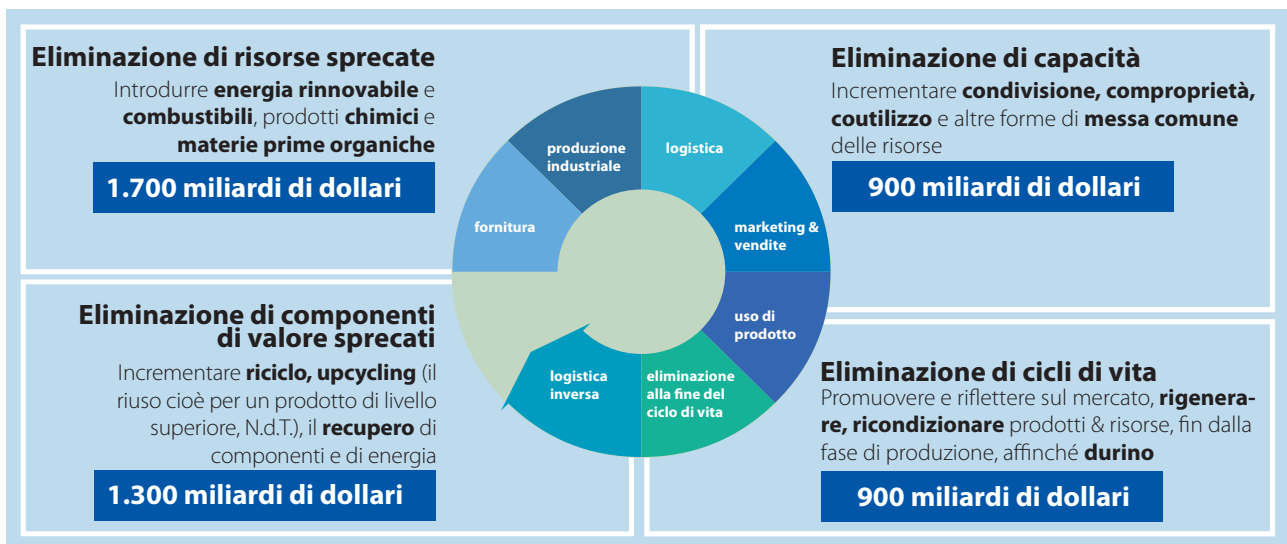 Eliminazione di risorse sprecate
Introdurre energia rinnovabile e
combustibili, prodotti chimici e
materie prime organiche
1.700 miliardi di dollari
Eliminazione di capacità
Incrementare condivisione, comproprietà,
coutilizzo e altre forme di messa comune
delle risorse
900 miliardi di dollari
produzione
industriale
logistica
fornitura
marketing &
vendite
uso di
prodotto
logistica
inversa
eliminazione
alla fine del
ciclo di vita
Eliminazione di componenti
di valore sprecati
Incrementare riciclo, upcycling (il
riuso cioè per un prodotto di livello
superiore, N.d.T.), il recupero di
componenti e di energia
1.300 miliardi di dollari
Eliminazione di cicli di vita
Promuovere e riflettere sul mercato, rigenera-
re, ricondizionare prodotti & risorse, fin dalla
fase di produzione, affinché durino
900 miliardi di dollari